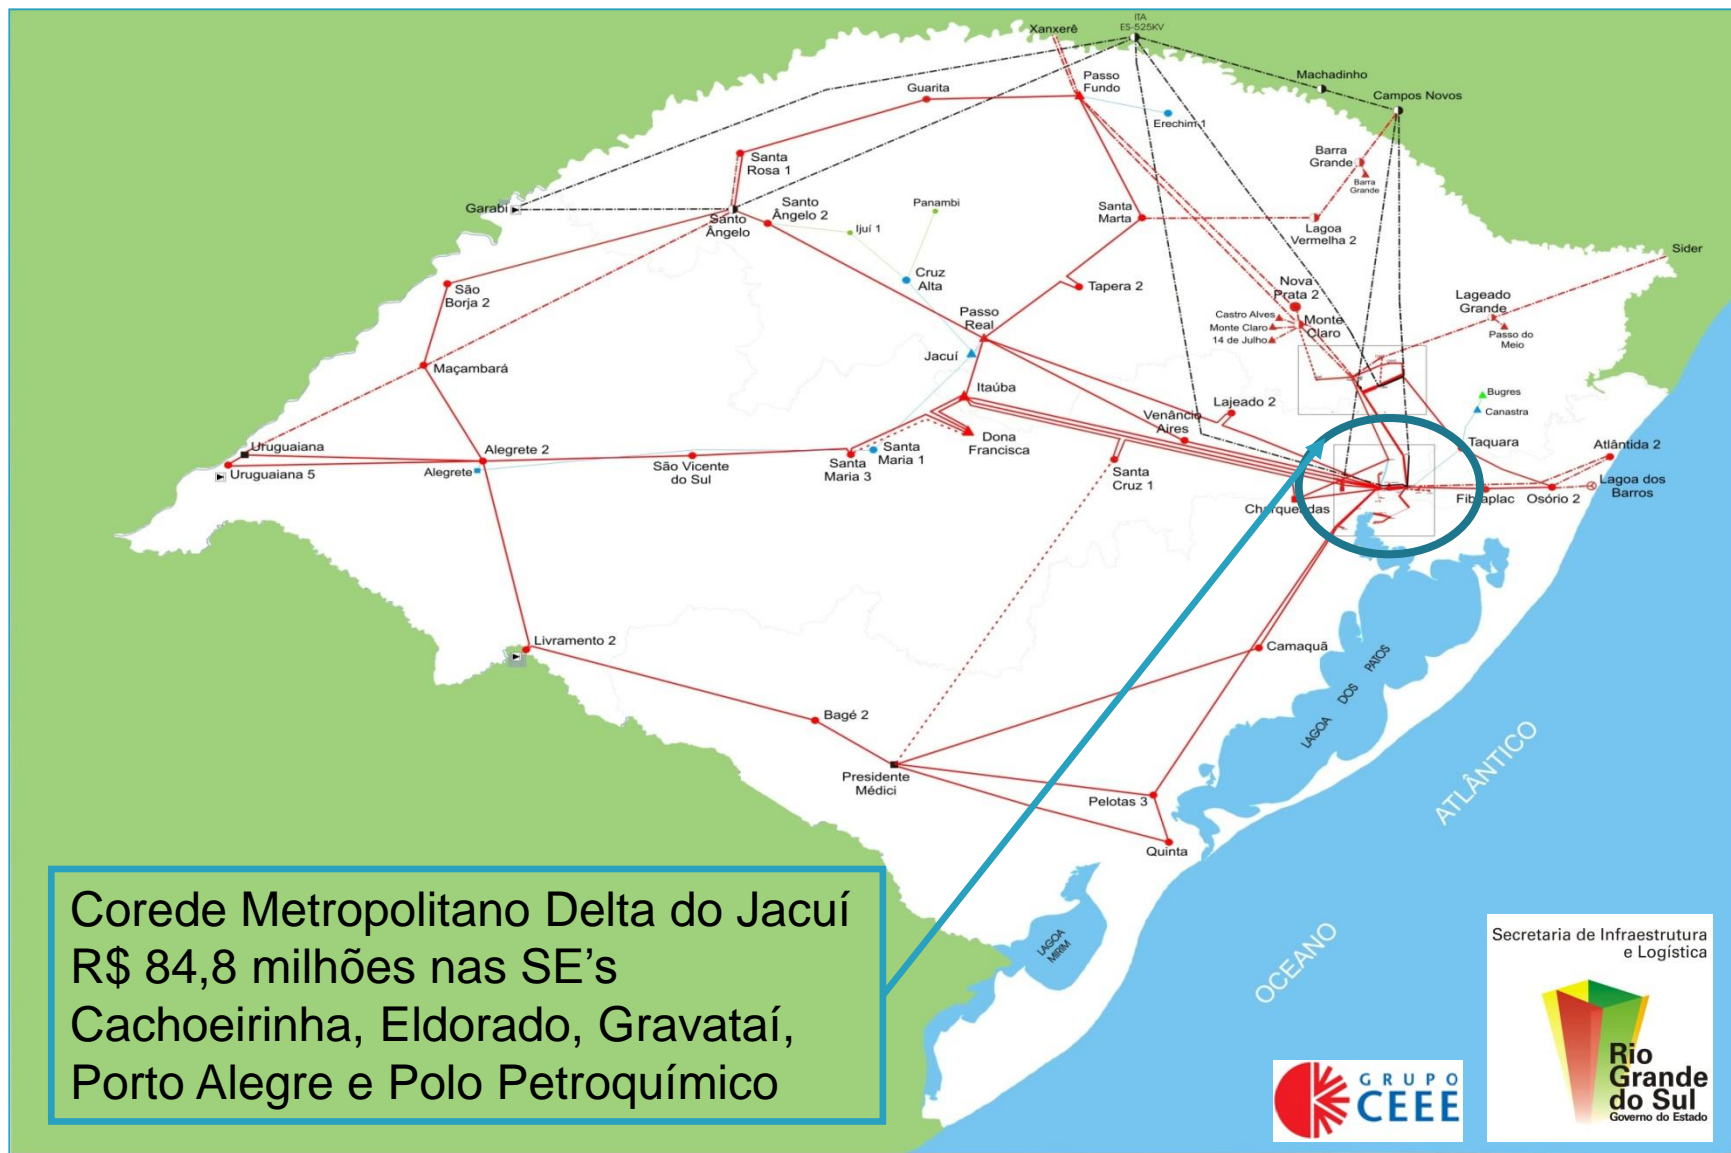 ITA
ES-525KV
Xanxerê
Machadinho
Passo
Fundo
Guarita
Campos Novos
Erechim 1
Barra
Grande
Barra
Grande
Santa
Rosa 1
Garabi
Santo
Ângelo
Santo
Ângelo 2
Panambi
Ijuí 1
Santa
Marta
Lagoa
Vermelha 2
Sider
Cruz
Alta
São
Borja 2
Tapera 2
Nova
Prata 2
Lageado
Grande
Castro Alves
Monte Claro
14 de Julho
Monte
Claro
Passo do
Meio
Passo
Real
Jacuí
Maçambará
Itaúba
Bugres
Canastra
Lajeado 2
Venâncio
Aires
Dona
Francisca
Taquara
Atlântida 2
Uruguaiana
Uruguaiana 5
Alegrete 2
Alegrete
São Vicente
do Sul
Santa
Maria 3
Santa
Maria 1
Santa
Cruz 1
Charqueadas
Fibraplac
Osório 2
Lagoa dos
Barros
Livramento 2
Camaquã
Bagé 2
Presidente
Médici
Pelotas 3
Quinta
LAGOA DOS PATOS
LAGOA
MIRIM
OCEANO ATLÂNTICO
Corede Metropolitano Delta do Jacuí
R$ 84,8 milhões nas SE’s
Cachoeirinha, Eldorado, Gravataí,
Porto Alegre e Polo Petroquímico
GRUPO
CEEE
Secretaria de Infraestrutura
e Logística
Rio
Grande
do Sul
Governo do Estado